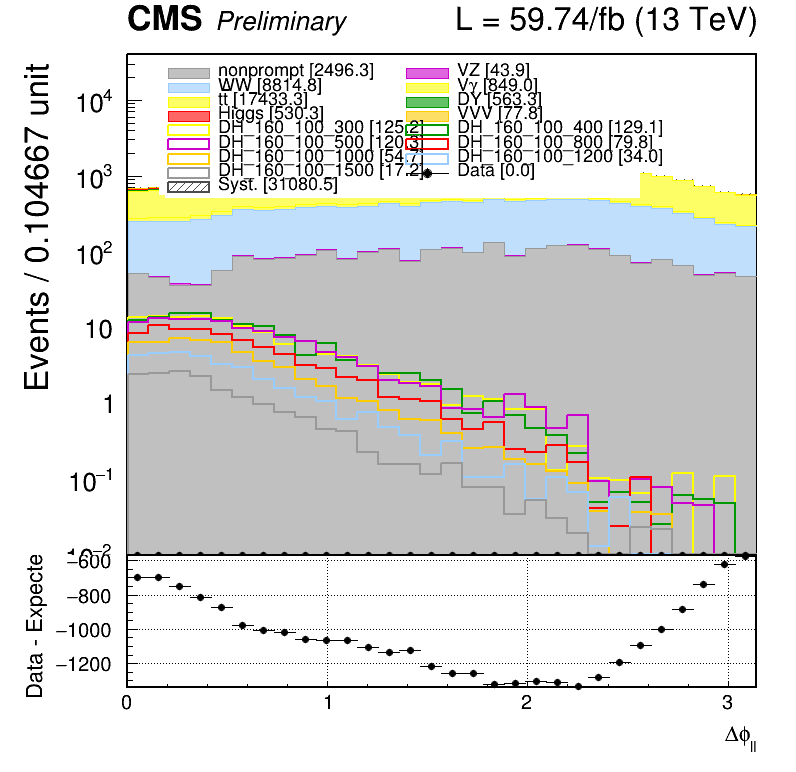 CMS Preliminary L = 59.74/fb (13 TeV)
nonprompt [2496.3] VZ [43.9]
WW [8814.8] Vγ [849.0]
tt [17433.3] DY [563.3]
Higgs [530.3] VVV [77.8]
DH_160_100_300 [125.2] DH_160_100_400 [129.1]
DH_160_100_500 [120.3] DH_160_100_800 [79.8]
DH_160_100_1000 [54.7] DH_160_100_1200 [34.0]
DH_160_100_1500 [17.2] Data [0.0]
Syst. [31080.5]
Events / 0.104667 unit
10⁴
10³
10²
10
1
10⁻¹
10⁻²
Data - Expecte
−600
−800
−1000
−1200
0 1 2 3
Δϕ_ll